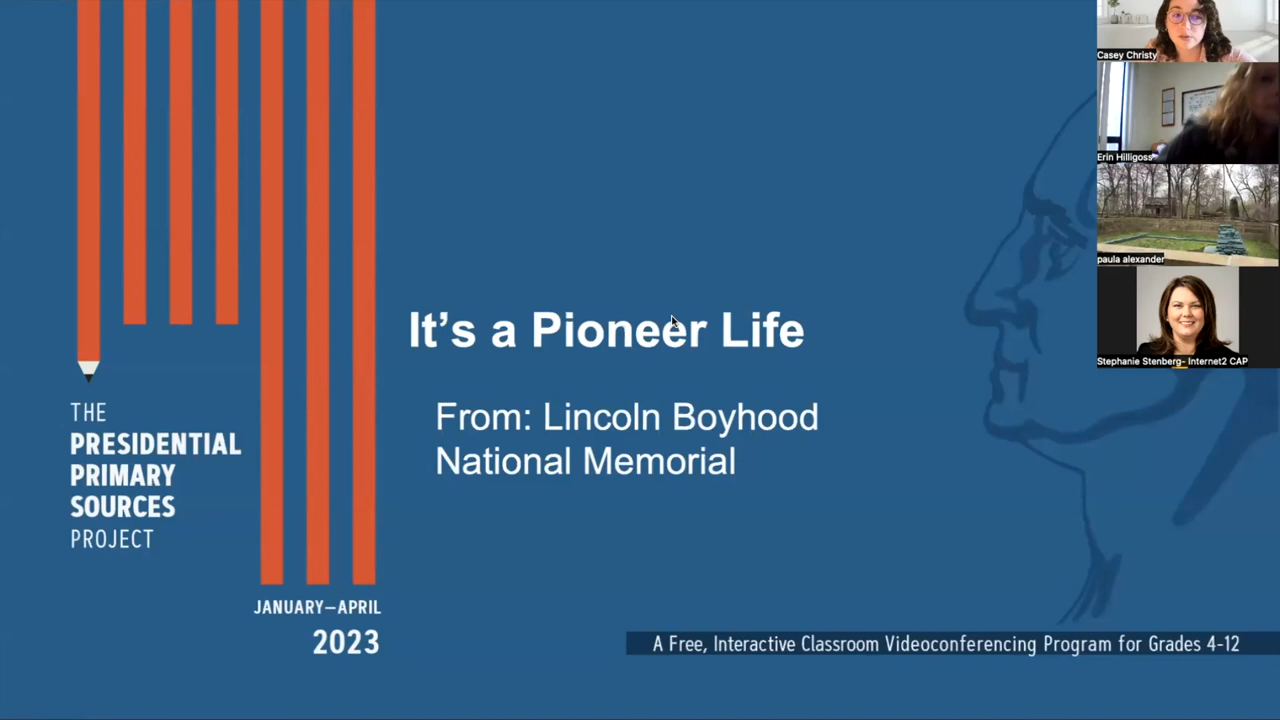 It’s a Pioneer Life
From: Lincoln Boyhood
National Memorial
THE
PRESIDENTIAL
PRIMARY
SOURCES
PROJECT
JANUARY–APRIL
2023
A Free, Interactive Classroom Videoconferencing Program for Grades 4-12
Casey Christy
Erin Hilligoss
paula alexander
Stephanie Stenberg- Internet2 CAP